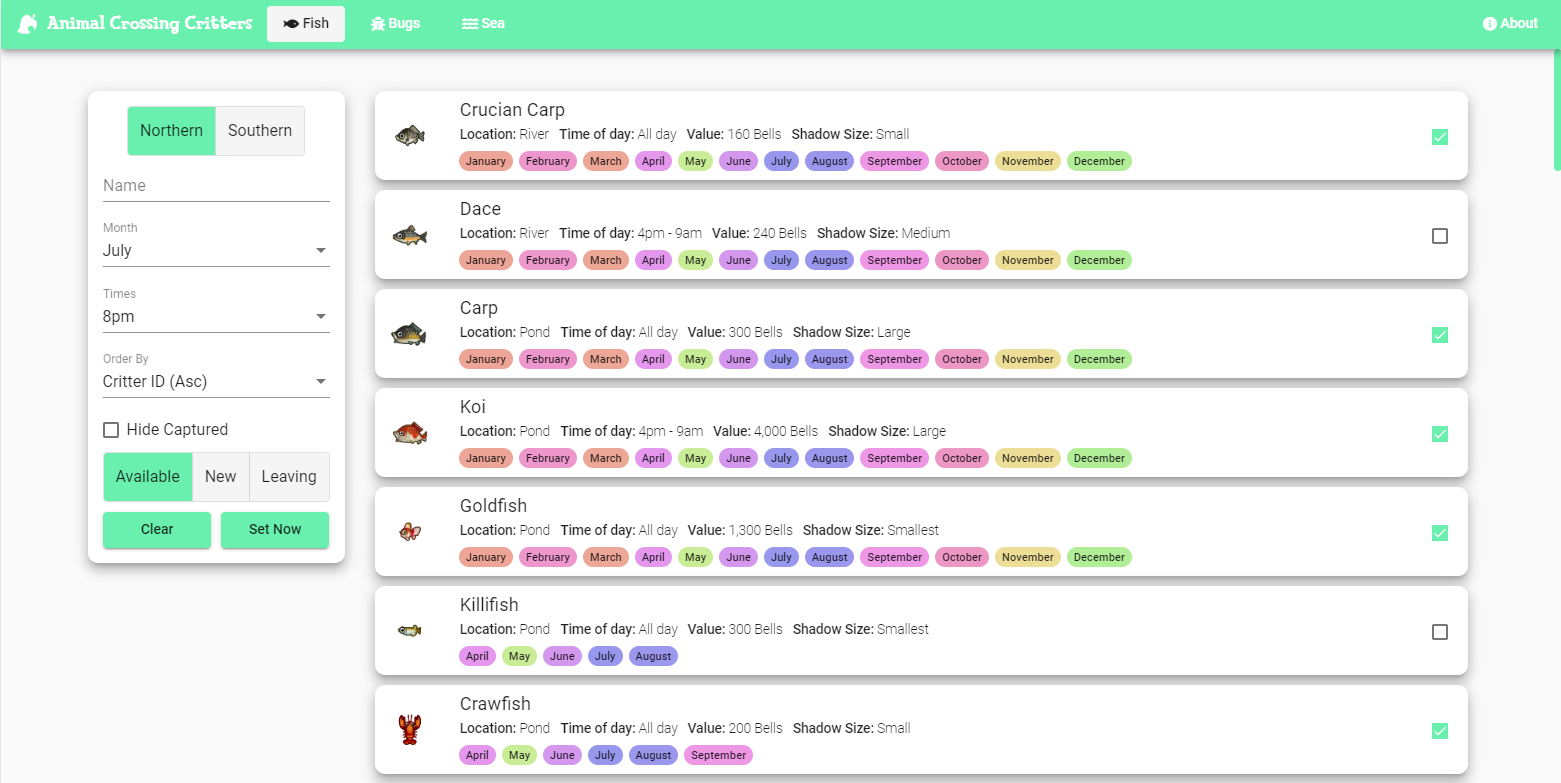 Animal Crossing Critters Fish Bugs Sea About
Northern Southern
Name
Month
July
Times
8pm
Order By
Critter ID (Asc)
Hide Captured
Available New Leaving
Clear Set Now
Crucian Carp
Location: River Time of day: All day Value: 160 Bells Shadow Size: Small
January February March April May June July August September October November December
Dace
Location: River Time of day: 4pm - 9am Value: 240 Bells Shadow Size: Medium
January February March April May June July August September October November December
Carp
Location: Pond Time of day: All day Value: 300 Bells Shadow Size: Large
January February March April May June July August September October November December
Koi
Location: Pond Time of day: 4pm - 9am Value: 4,000 Bells Shadow Size: Large
January February March April May June July August September October November December
Goldfish
Location: Pond Time of day: All day Value: 1,300 Bells Shadow Size: Smallest
January February March April May June July August September October November December
Killifish
Location: Pond Time of day: All day Value: 300 Bells Shadow Size: Smallest
April May June July August
Crawfish
Location: Pond Time of day: All day Value: 200 Bells Shadow Size: Small
April May June July August September